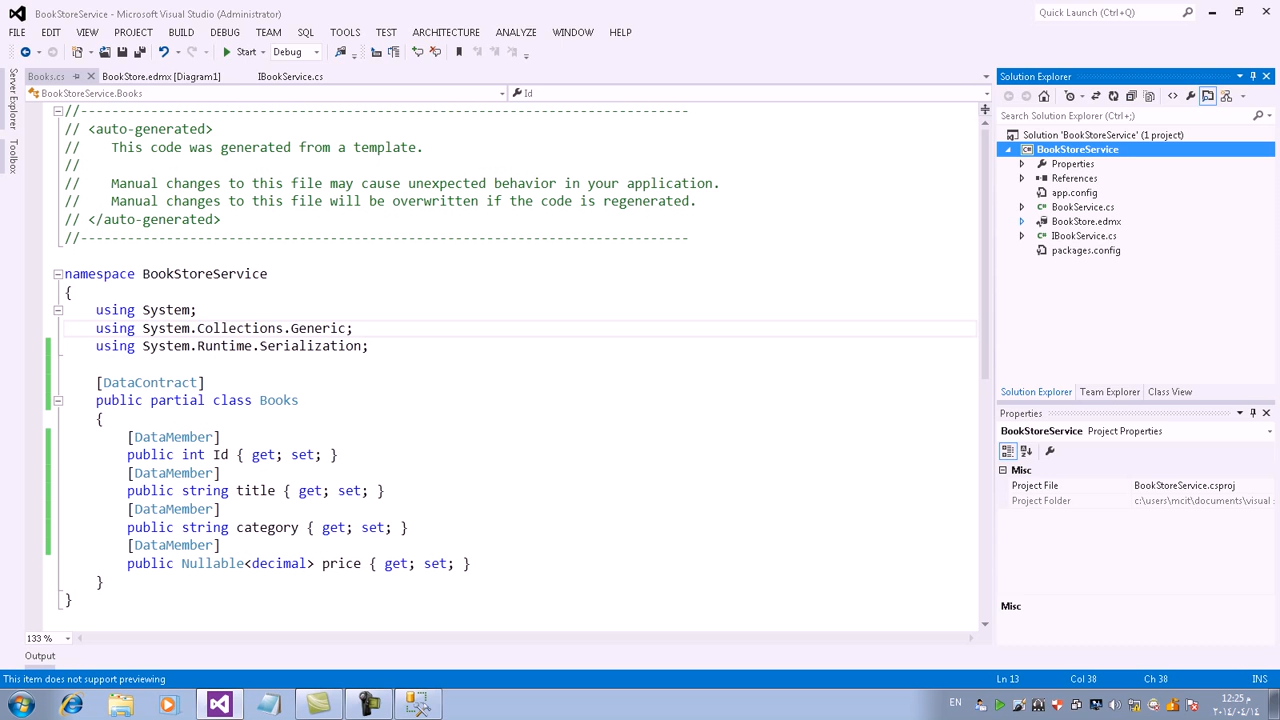 BookStoreService - Microsoft Visual Studio (Administrator)
Quick Launch (Ctrl+Q)
FILE EDIT VIEW PROJECT BUILD DEBUG TEAM SQL TOOLS TEST ARCHITECTURE ANALYZE WINDOW HELP
Start Debug
Server Explorer
Toolbox
Books.cs BookStore.edmx [Diagram1] IBookService.cs
BookStoreService.Books Id
//------------------------------------------------------------------------------
// <auto-generated>
//    This code was generated from a template.
//
//    Manual changes to this file may cause unexpected behavior in your application.
//    Manual changes to this file will be overwritten if the code is regenerated.
// </auto-generated>
//------------------------------------------------------------------------------
namespace BookStoreService
{
using System;
using System.Collections.Generic;
using System.Runtime.Serialization;
[DataContract]
public partial class Books
{
[DataMember]
public int Id { get; set; }
[DataMember]
public string title { get; set; }
[DataMember]
public string category { get; set; }
[DataMember]
public Nullable<decimal> price { get; set; }
}
}
133 %
Output
Solution Explorer
Search Solution Explorer (Ctrl+;)
Solution 'BookStoreService' (1 project)
BookStoreService
Properties
References
app.config
BookService.cs
BookStore.edmx
IBookService.cs
packages.config
Solution Explorer Team Explorer Class View
Properties
BookStoreService Project Properties
Misc
Project File BookStoreService.csproj
Project Folder c:\users\mcit\documents\visual
Misc
This item does not support previewing
Ln 13 Col 38 Ch 38 INS
EN
12:25 م
٢٠١٤/٠٤/١٤